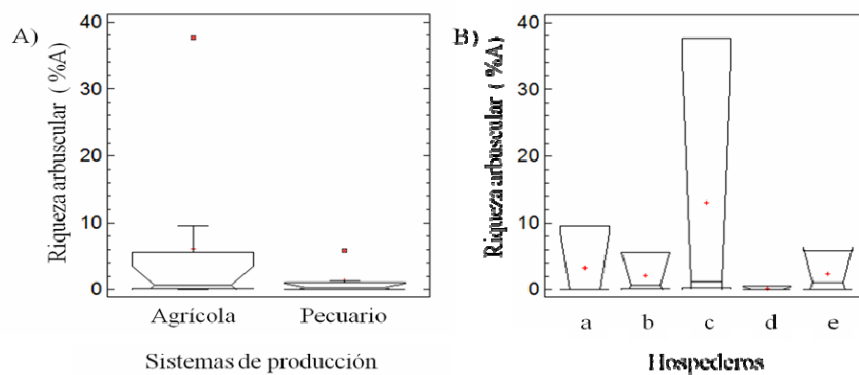 A)
Riqueza arbuscular ( %A)
40
30
20
10
0
Agrícola Pecuario
Sistemas de producción
B)
Riqueza arbuscular ( %A)
40
30
20
10
0
a b c d e
Hospederos